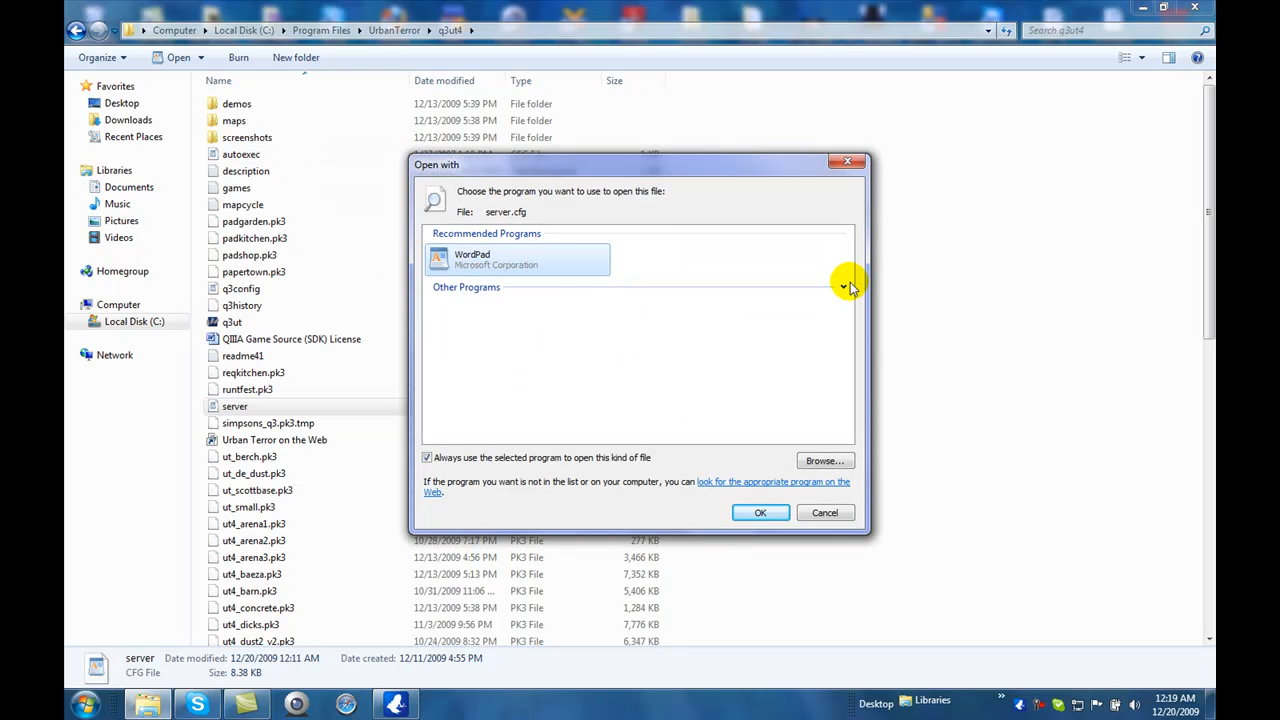 Computer Local Disk (C:) Program Files UrbanTerror q3ut4 Search q3ut4
Organize Open Burn New folder
Favorites
Desktop
Downloads
Recent Places
Libraries
Documents
Music
Pictures
Videos
Homegroup
Computer
Local Disk (C:)
Network
Name Date modified Type Size
demos 12/13/2009 5:39 PM File folder
maps 12/13/2009 5:38 PM File folder
screenshots 12/13/2009 5:39 PM File folder
autoexec
description
games
mapcycle
padgarden.pk3
padkitchen.pk3
padshop.pk3
papertown.pk3
q3config
q3history
q3ut
QIIIA Game Source (SDK) License
readme41
reqkitchen.pk3
runtfest.pk3
server
simpsons_q3.pk3.tmp
Urban Terror on the Web
ut_berch.pk3
ut_de_dust.pk3
ut_scottbase.pk3
ut_small.pk3
ut4_arena1.pk3
ut4_arena2.pk3 10/28/2009 7:17 PM PK3 File 277 KB
ut4_arena3.pk3 12/13/2009 4:56 PM PK3 File 3,466 KB
ut4_baeza.pk3 12/13/2009 5:13 PM PK3 File 7,352 KB
ut4_barn.pk3 10/31/2009 11:06 ... PK3 File 5,406 KB
ut4_concrete.pk3 12/13/2009 5:38 PM PK3 File 1,284 KB
ut4_dicks.pk3 11/3/2009 9:56 PM PK3 File 7,776 KB
ut4_dust2_v2.pk3 10/24/2009 8:32 PM PK3 File 6,347 KB
Open with
Choose the program you want to use to open this file:
File: server.cfg
Recommended Programs
WordPad
Microsoft Corporation
Other Programs
Always use the selected program to open this kind of file
Browse...
If the program you want is not in the list or on your computer, you can look for the appropriate program on the
Web.
OK Cancel
server Date modified: 12/20/2009 12:11 AM Date created: 12/11/2009 4:55 PM
CFG File Size: 8.38 KB
Desktop Libraries
12:19 AM
12/20/2009